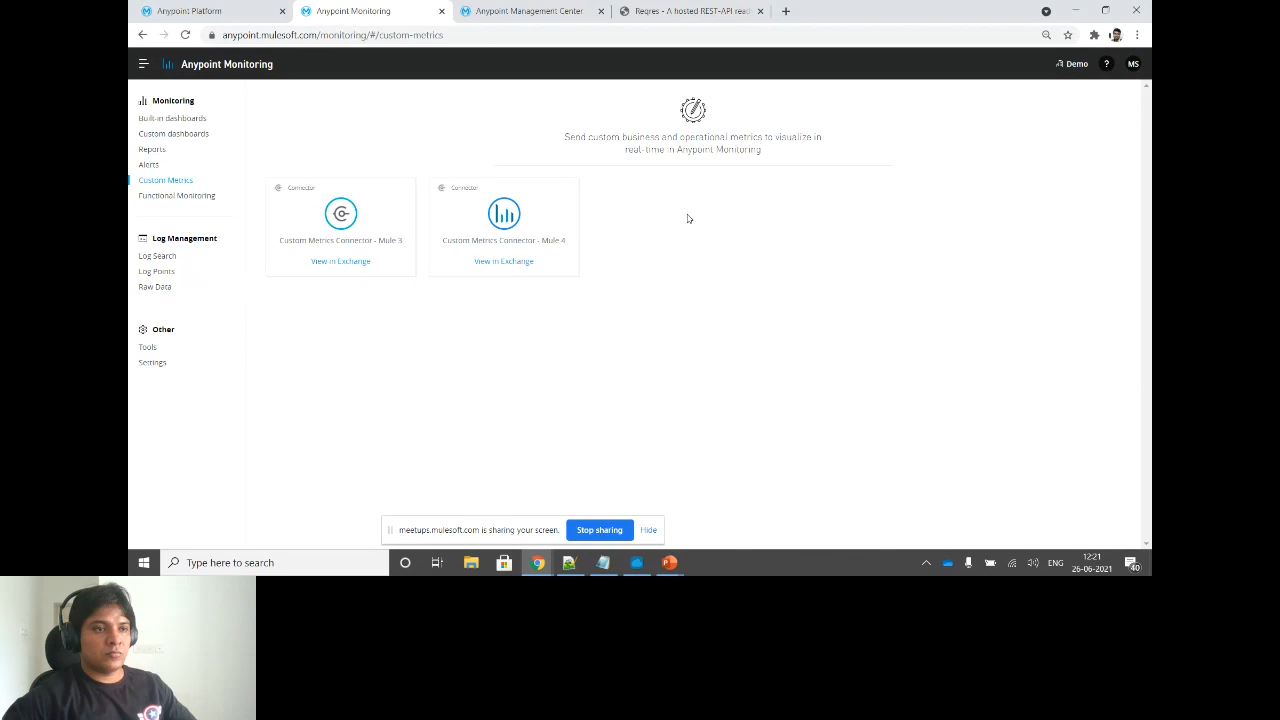 Anypoint Platform
Anypoint Monitoring
Anypoint Management Center
Reqres - A hosted REST-API read
anypoint.mulesoft.com/monitoring/#/custom-metrics
Anypoint Monitoring
Demo
?
MS
Monitoring
Built-in dashboards
Custom dashboards
Reports
Alerts
Custom Metrics
Functional Monitoring
Log Management
Log Search
Log Points
Raw Data
Other
Tools
Settings
Send custom business and operational metrics to visualize in
real-time in Anypoint Monitoring
Connector
Custom Metrics Connector - Mule 3
View in Exchange
Connector
Custom Metrics Connector - Mule 4
View in Exchange
meetups.mulesoft.com is sharing your screen.
Stop sharing
Hide
Type here to search
ENG
12:21
26-06-2021
40